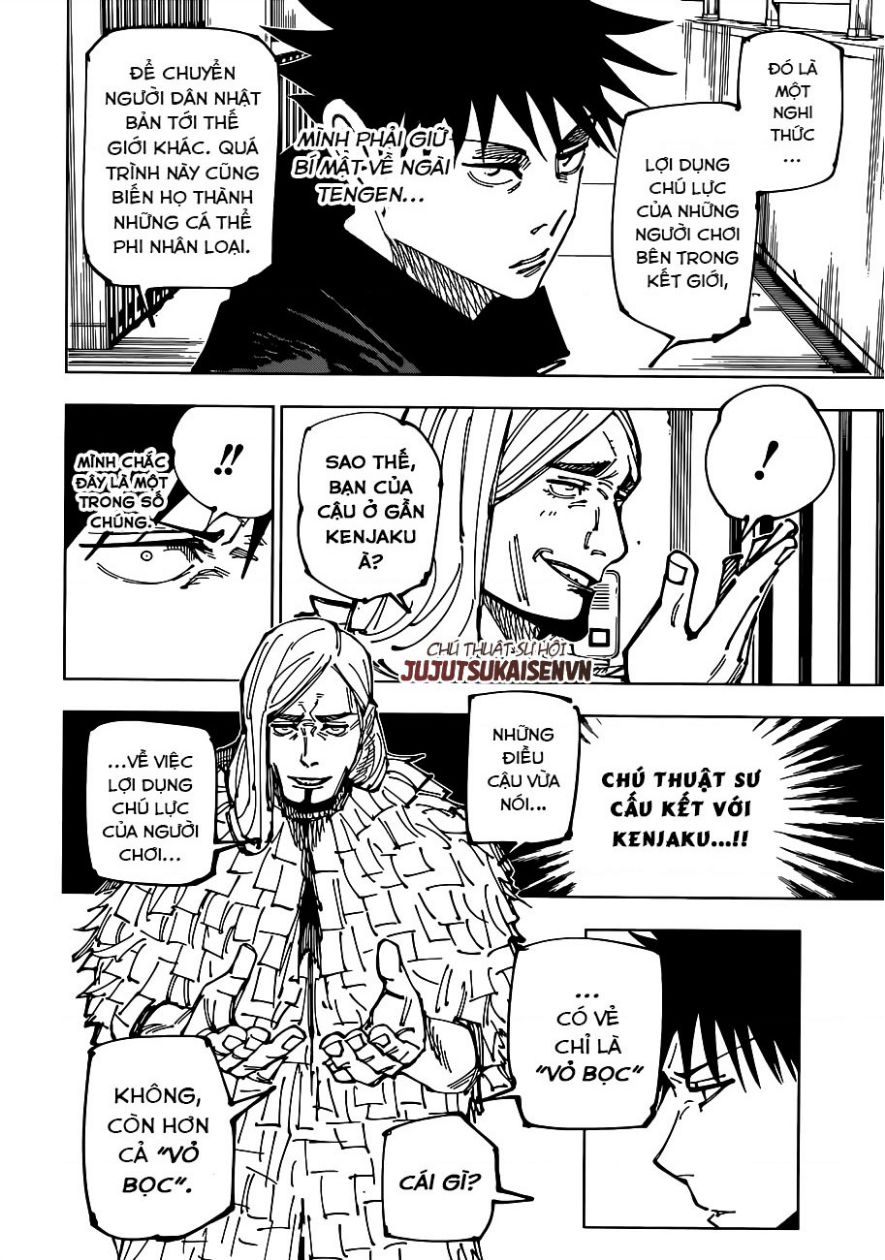 ĐÓ LÀ
MỘT
NGHI
THỨC
...
LỢI DỤNG
CHÚ LỰC
CỦA NHỮNG
NGƯỜI CHƠI
BÊN TRONG
KẾT GIỚI,
MÌNH PHẢI GIỮ
BÍ MẬT VỀ NGÀI
TENGEN...
ĐỂ CHUYỂN
NGƯỜI DÂN NHẬT
BẢN TỚI THẾ
GIỚI KHÁC. QUÁ
TRÌNH NÀY CŨNG
BIẾN HỌ THÀNH
NHỮNG CÁ THỂ
PHI NHÂN LOẠI.
!
SAO THẾ,
BẠN CỦA
CẬU Ở GẦN
KENJAKU
À?
!!
MÌNH CHẮC
ĐÂY LÀ MỘT
TRONG SỐ
CHÚNG.
CHÚ THUẬT SƯ HỒI
JUJUTSUKAISENVN
CHÚ THUẬT SƯ
CẤU KẾT VỚI
KENJAKU...!!
NHỮNG
ĐIỀU
CẬU VỪA
NÓI...
...VỀ VIỆC
LỢI DỤNG
CHÚ LỰC
CỦA NGƯỜI
CHƠI...
...
CÓ VẺ
CHỈ LÀ
"VỎ BỌC"
CÁI GÌ?
KHÔNG,
CÒN HƠN
CẢ "VỎ
BỌC".